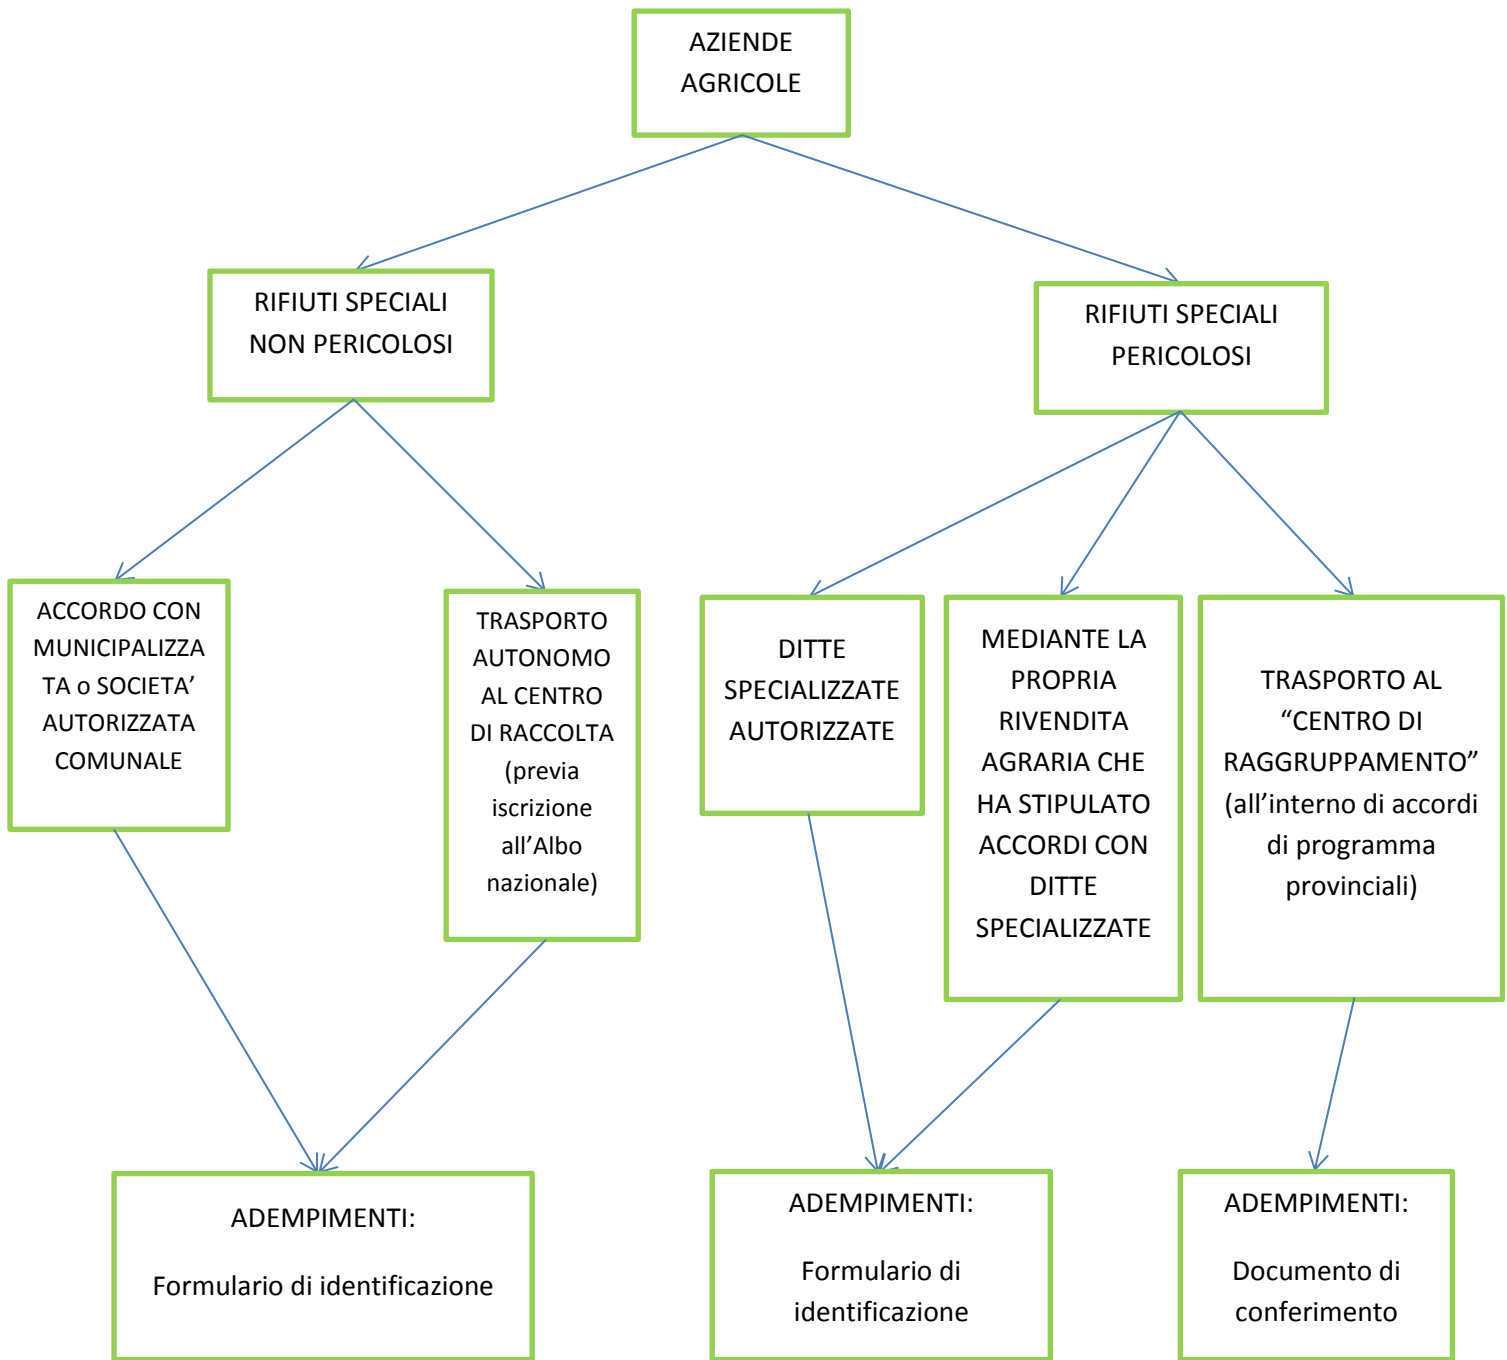 AZIENDE
AGRICOLE
RIFIUTI SPECIALI
NON PERICOLOSI
RIFIUTI SPECIALI
PERICOLOSI
ACCORDO CON
MUNICIPALIZZA
TA o SOCIETA’
AUTORIZZATA
COMUNALE
TRASPORTO
AUTONOMO
AL CENTRO
DI RACCOLTA
(previa
iscrizione
all’Albo
nazionale)
DITTE
SPECIALIZZATE
AUTORIZZATE
MEDIANTE LA
PROPRIA
RIVENDITA
AGRARIA CHE
HA STIPULATO
ACCORDI CON
DITTE
SPECIALIZZATE
TRASPORTO AL
“CENTRO DI
RAGGRUPPAMENTO”
(all’interno di accordi
di programma
provinciali)
ADEMPIMENTI:
Formulario di identificazione
ADEMPIMENTI:
Formulario di
identificazione
ADEMPIMENTI:
Documento di
conferimento